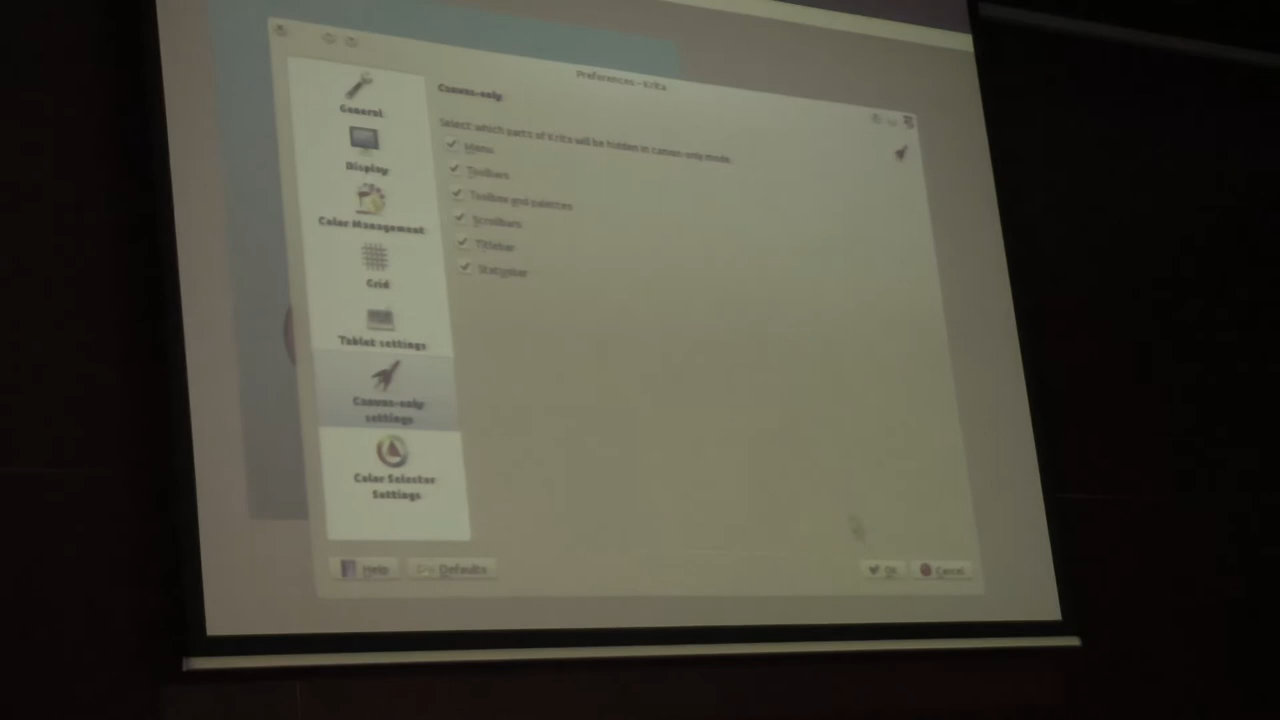 Preferences - Krita
General
Display
Color Management
Grid
Tablet settings
Canvas-only
settings
Color Selector
Settings
Canvas-only
Select which parts of Krita will be hidden in canvas-only mode.
Menu
Toolbars
Toolbox and palettes
Scrollbars
Titlebar
Statusbar
Help
Defaults
OK
Cancel